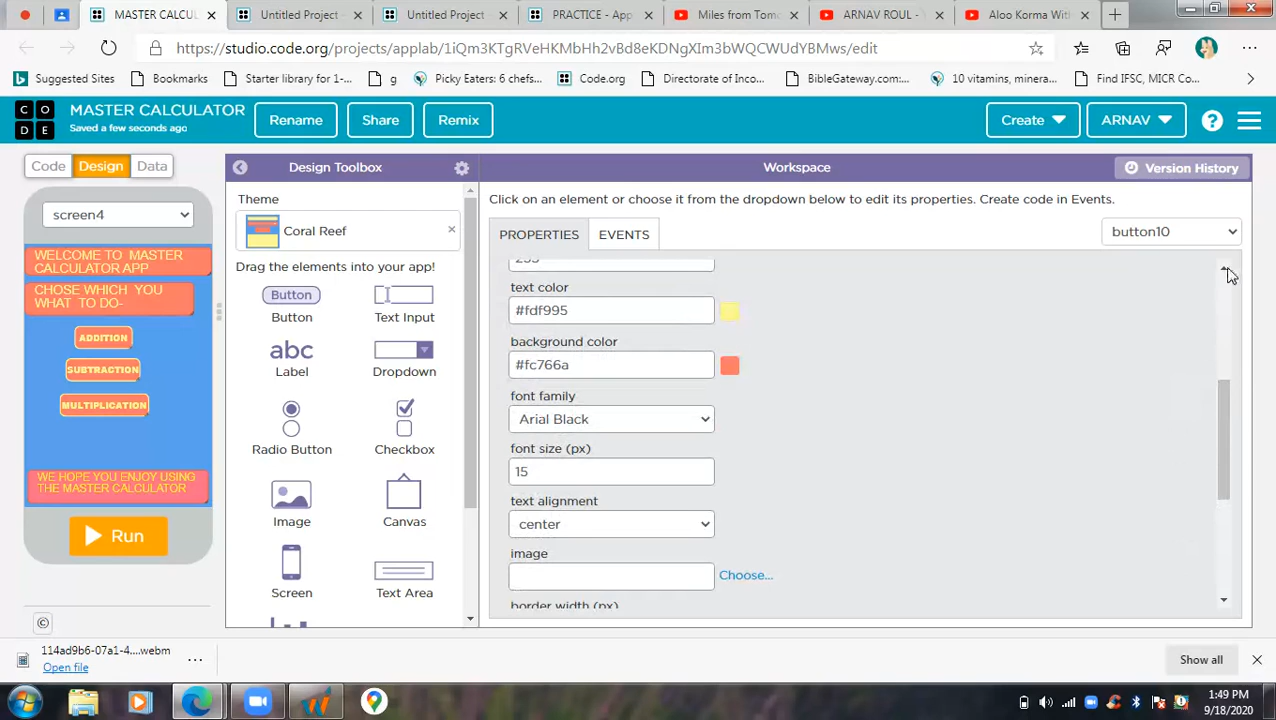 MASTER CALCUL
Untitled Project -
Untitled Project -
PRACTICE - App
Miles from Tomo
ARNAV ROUL -
Aloo Korma With
https://studio.code.org/projects/applab/1iQm3KTgRVeHKMbHh2vBd8eKDNgXIm3bWQCWUdYBMws/edit
Suggested Sites
Bookmarks
Starter library for 1-...
g
Picky Eaters: 6 chefs...
Code.org
Directorate of Inco...
BibleGateway.com:...
10 vitamins, minera...
Find IFSC, MICR Co...
CO
DE
MASTER CALCULATOR
Saved a few seconds ago
Rename
Share
Remix
Create
ARNAV
Code
Design
Data
Design Toolbox
Workspace
Version History
screen4
Theme
Coral Reef
Click on an element or choose it from the dropdown below to edit its properties. Create code in Events.
PROPERTIES
EVENTS
button10
WELCOME TO MASTER
CALCULATOR APP
CHOSE WHICH YOU
WHAT TO DO-
ADDITION
SUBTRACTION
MULTIPLICATION
WE HOPE YOU ENJOY USING
THE MASTER CALCULATOR
Run
Drag the elements into your app!
Button
Button
Text Input
abc
Label
Dropdown
Radio Button
Checkbox
Image
Canvas
Screen
Text Area
255
text color
#fdf995
background color
#fc766a
font family
Arial Black
font size (px)
15
text alignment
center
image
Choose...
border width (px)
©
114ad9b6-07a1-4....webm
Open file
Show all
1:49 PM
9/18/2020